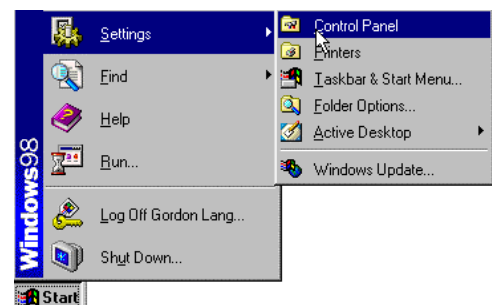 Settings
Find
Help
Run...
Log Off Gordon Lang...
Shut Down...
Windows98
Start
Control Panel
Printers
Taskbar & Start Menu...
Folder Options...
Active Desktop
Windows Update...